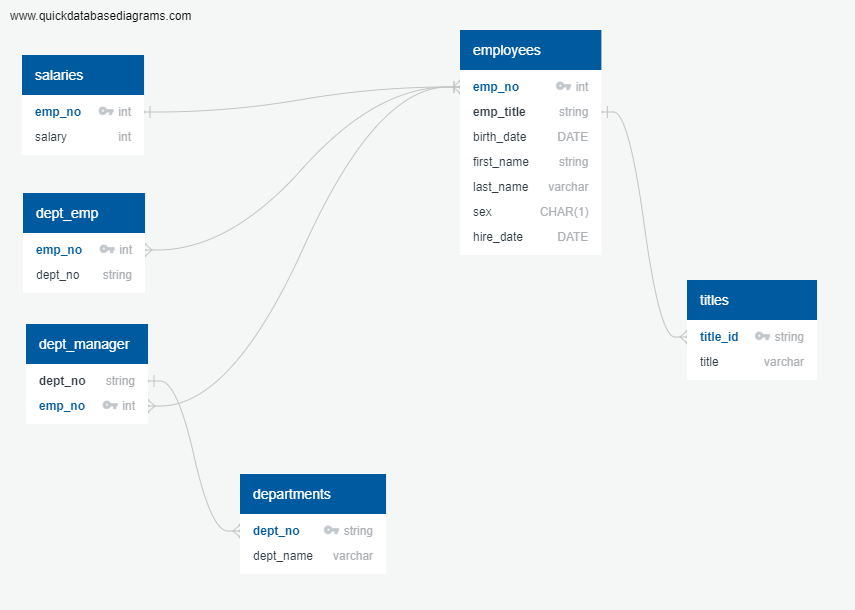 www.quickdatabasediagrams.com
salaries
emp_no int
salary int
dept_emp
emp_no int
dept_no string
dept_manager
dept_no string
emp_no int
departments
dept_no string
dept_name varchar
employees
emp_no int
emp_title string
birth_date DATE
first_name string
last_name varchar
sex CHAR(1)
hire_date DATE
titles
title_id string
title varchar